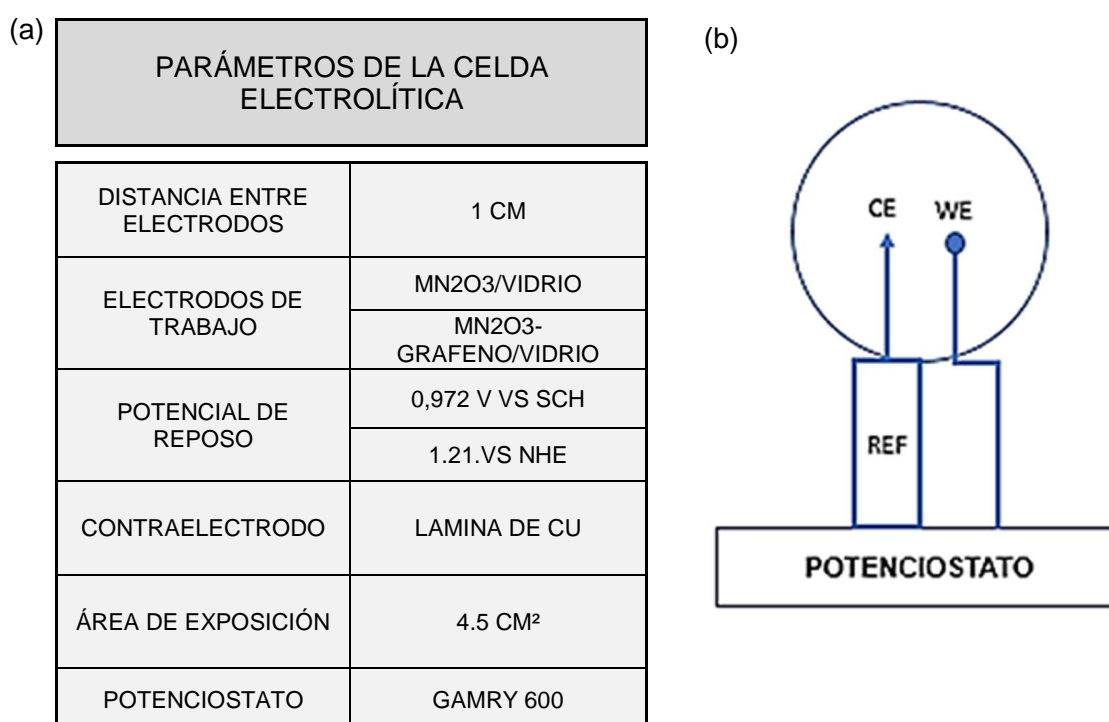 (a)
PARÁMETROS DE LA CELDA
ELECTROLÍTICA
DISTANCIA ENTRE
ELECTRODOS
1 CM
ELECTRODOS DE
TRABAJO
MN2O3/VIDRIO
MN2O3-
GRAFENO/VIDRIO
POTENCIAL DE
REPOSO
0,972 V VS SCH
1.21.VS NHE
CONTRAELECTRODO
LAMINA DE CU
ÁREA DE EXPOSICIÓN
4.5 CM²
POTENCIOSTATO
GAMRY 600
(b)
CE WE
REF
POTENCIOSTATO